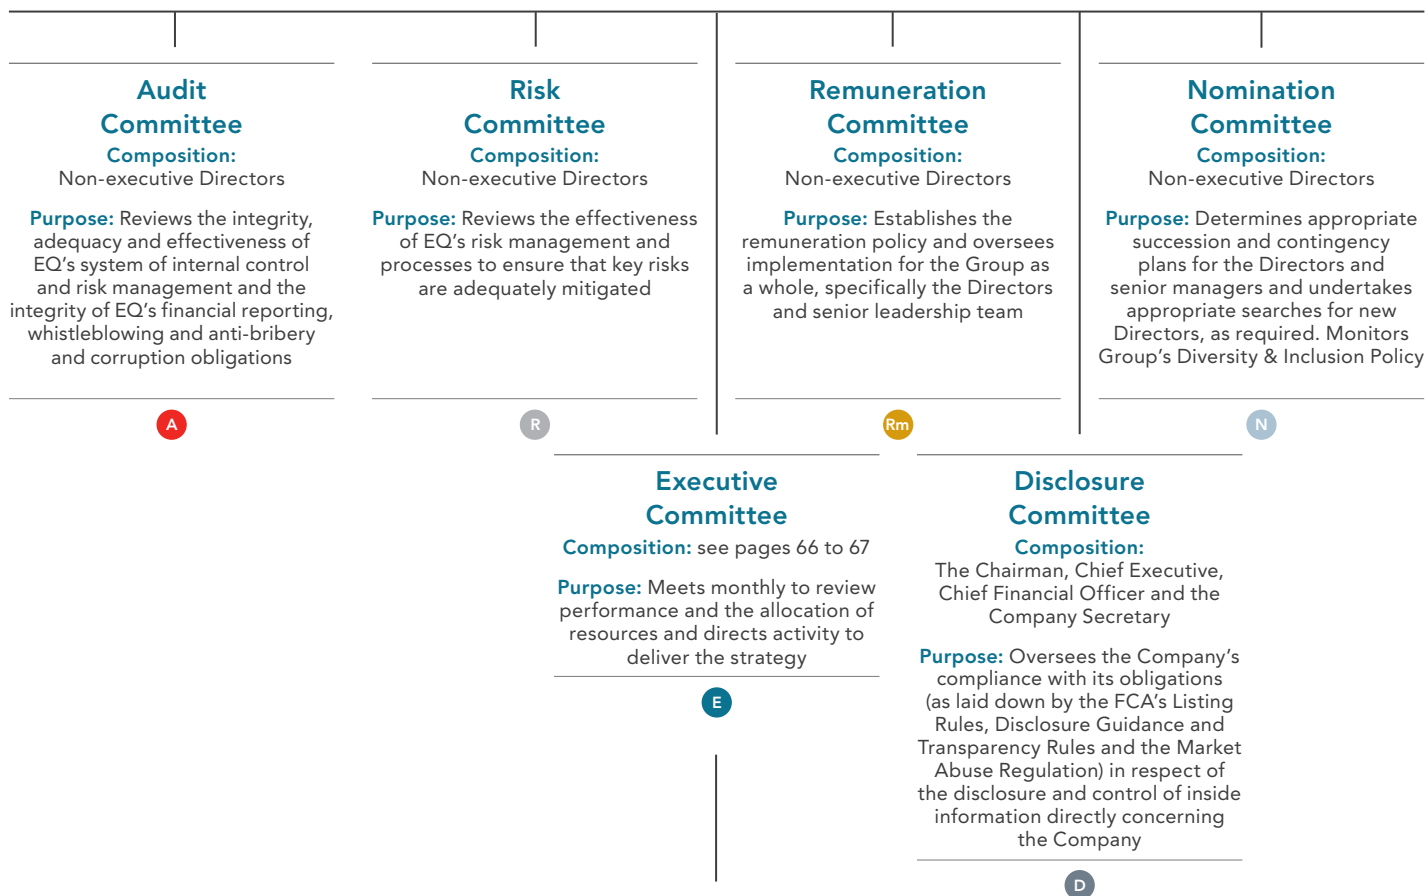 Audit
Committee
Composition:
Non-executive Directors
Purpose: Reviews the integrity,
adequacy and effectiveness of
EQ's system of internal control
and risk management and the
integrity of EQ's financial reporting,
whistleblowing and anti-bribery
and corruption obligations
A
Risk
Committee
Composition:
Non-executive Directors
Purpose: Reviews the effectiveness
of EQ's risk management and
processes to ensure that key risks
are adequately mitigated
R
Remuneration
Committee
Composition:
Non-executive Directors
Purpose: Establishes the
remuneration policy and oversees
implementation for the Group as
a whole, specifically the Directors
and senior leadership team
Rm
Nomination
Committee
Composition:
Non-executive Directors
Purpose: Determines appropriate
succession and contingency
plans for the Directors and
senior managers and undertakes
appropriate searches for new
Directors, as required. Monitors
Group's Diversity & Inclusion Policy
N
Executive
Committee
Composition: see pages 66 to 67
Purpose: Meets monthly to review
performance and the allocation of
resources and directs activity to
deliver the strategy
E
Disclosure
Committee
Composition:
The Chairman, Chief Executive,
Chief Financial Officer and the
Company Secretary
Purpose: Oversees the Company's
compliance with its obligations
(as laid down by the FCA's Listing
Rules, Disclosure Guidance and
Transparency Rules and the Market
Abuse Regulation) in respect of
the disclosure and control of inside
information directly concerning
the Company
D